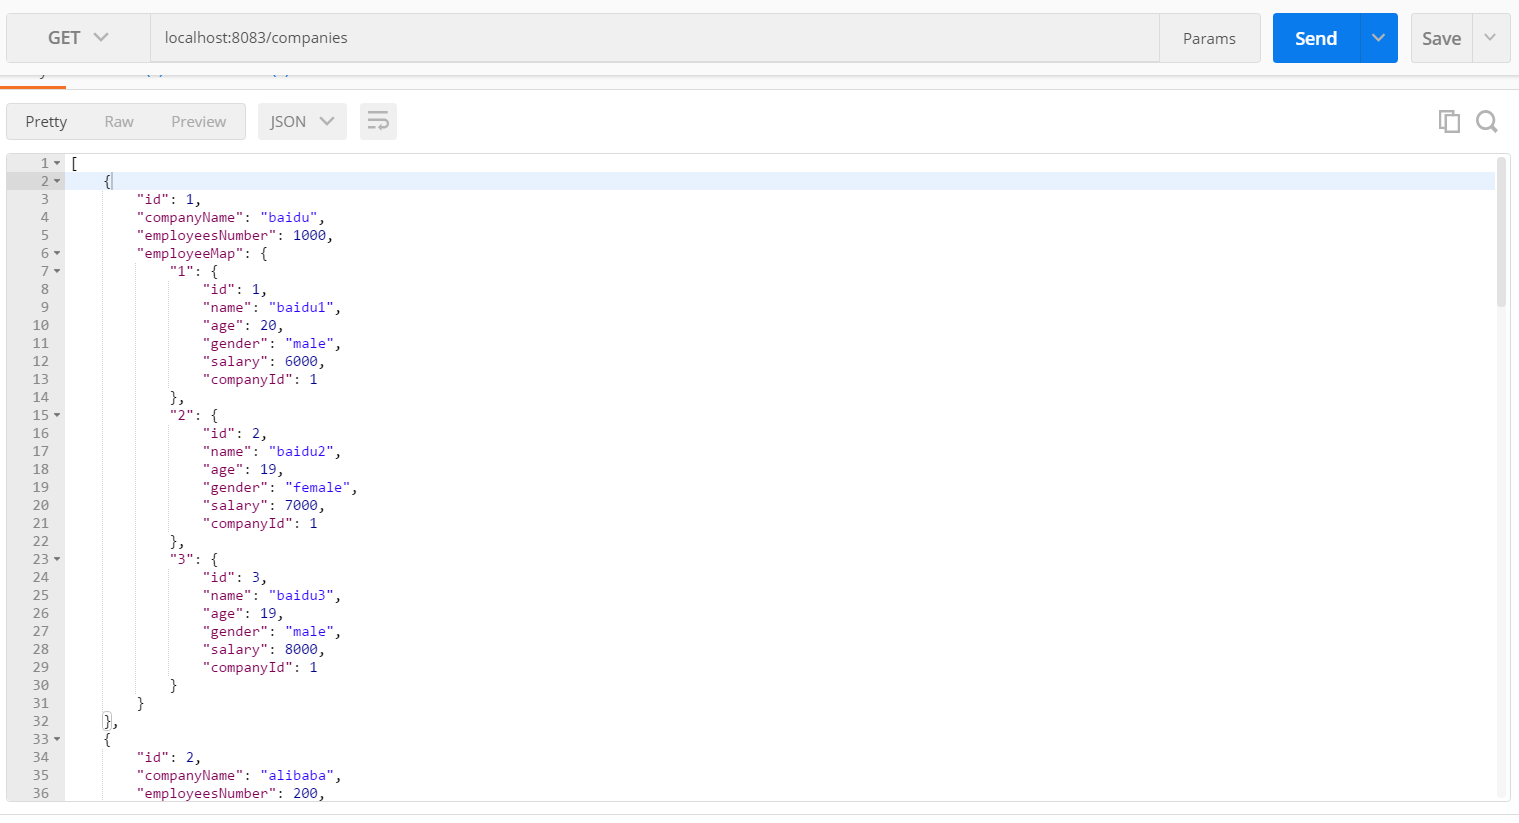 GET localhost:8083/companies Params Send Save
Pretty Raw Preview JSON
1 [
2 {
3 "id": 1,
4 "companyName": "baidu",
5 "employeesNumber": 1000,
6 "employeeMap": {
7 "1": {
8 "id": 1,
9 "name": "baidu1",
10 "age": 20,
11 "gender": "male",
12 "salary": 6000,
13 "companyId": 1
14 },
15 "2": {
16 "id": 2,
17 "name": "baidu2",
18 "age": 19,
19 "gender": "female",
20 "salary": 7000,
21 "companyId": 1
22 },
23 "3": {
24 "id": 3,
25 "name": "baidu3",
26 "age": 19,
27 "gender": "male",
28 "salary": 8000,
29 "companyId": 1
30 }
31 }
32 },
33 {
34 "id": 2,
35 "companyName": "alibaba",
36 "employeesNumber": 200,